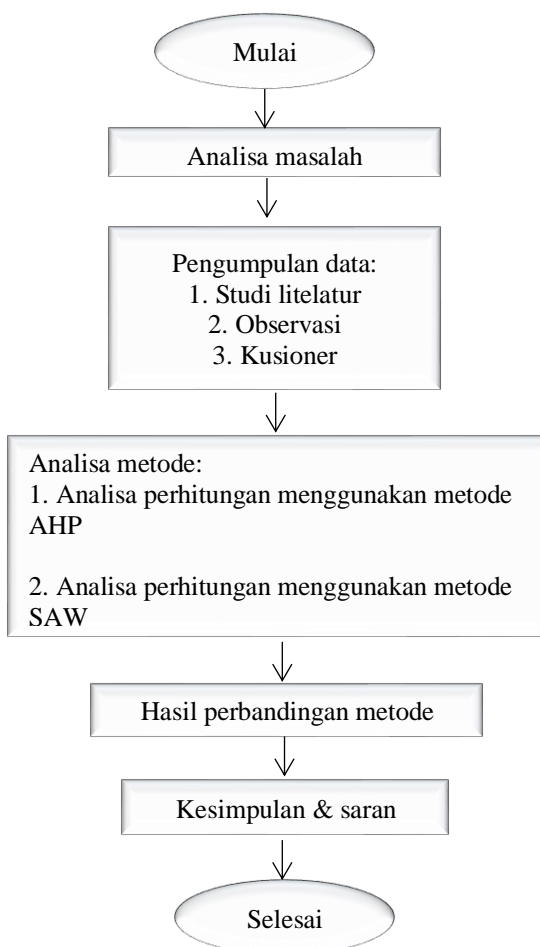 Mulai
Analisa masalah
Pengumpulan data:
1. Studi litelatur
2. Observasi
3. Kusioner
Analisa metode:
1. Analisa perhitungan menggunakan metode
AHP
2. Analisa perhitungan menggunakan metode
SAW
Hasil perbandingan metode
Kesimpulan & saran
Selesai